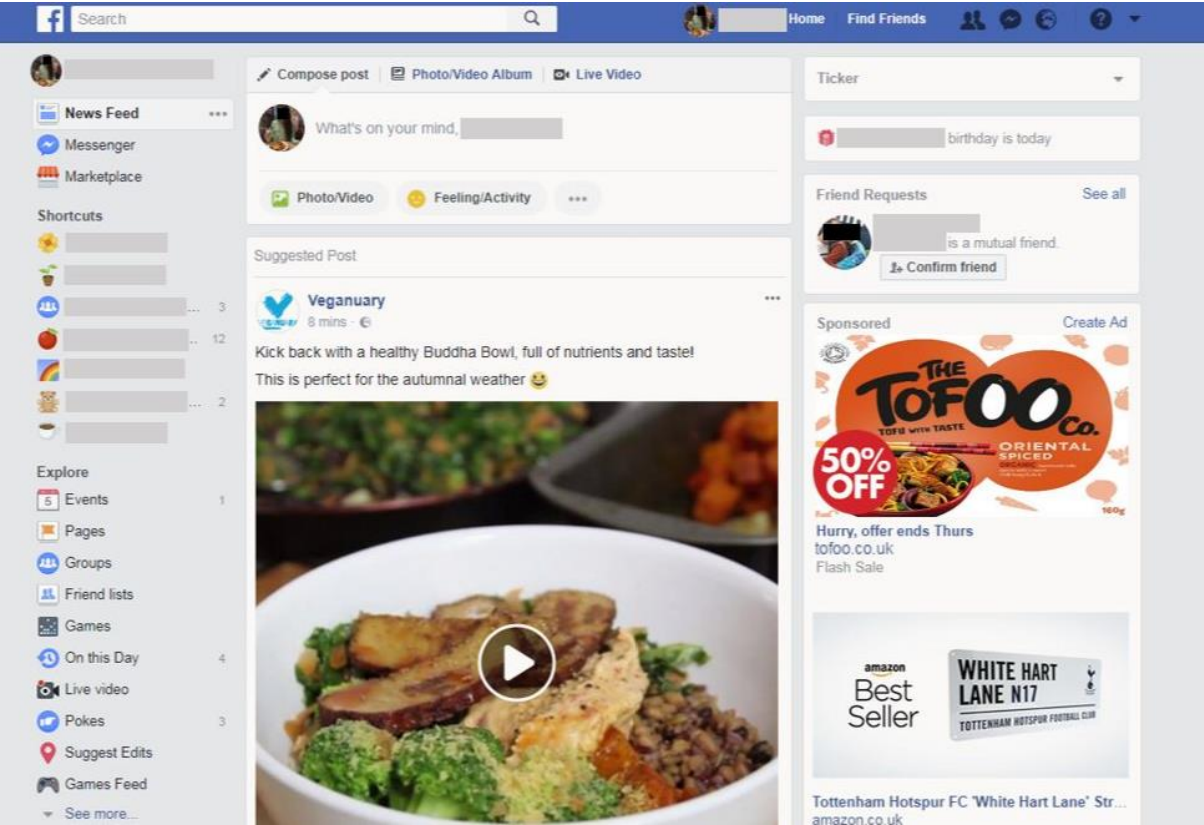 Search
Home Find Friends
News Feed
Messenger
Marketplace
Shortcuts
3
12
2
Explore
5 Events 1
Pages
Groups
Friend lists
Games
On this Day 4
Live video
Pokes 3
Suggest Edits
Games Feed
See more...
Compose post Photo/Video Album Live Video
What's on your mind,
Photo/Video Feeling/Activity
Suggested Post
Veganuary
8 mins
Kick back with a healthy Buddha Bowl, full of nutrients and taste!
This is perfect for the autumnal weather 😆
Ticker
birthday is today
Friend Requests See all
is a mutual friend.
Confirm friend
Sponsored Create Ad
THE
TOFOO
Co.
TOFU WITH TASTE
ORIENTAL
SPICED
ORGANIC
50%
OFF
160g
Hurry, offer ends Thurs
tofoo.co.uk
Flash Sale
amazon
Best
Seller
WHITE HART
LANE N17
TOTTENHAM HOTSPUR FOOTBALL CLUB
Tottenham Hotspur FC 'White Hart Lane' Str...
amazon.co.uk